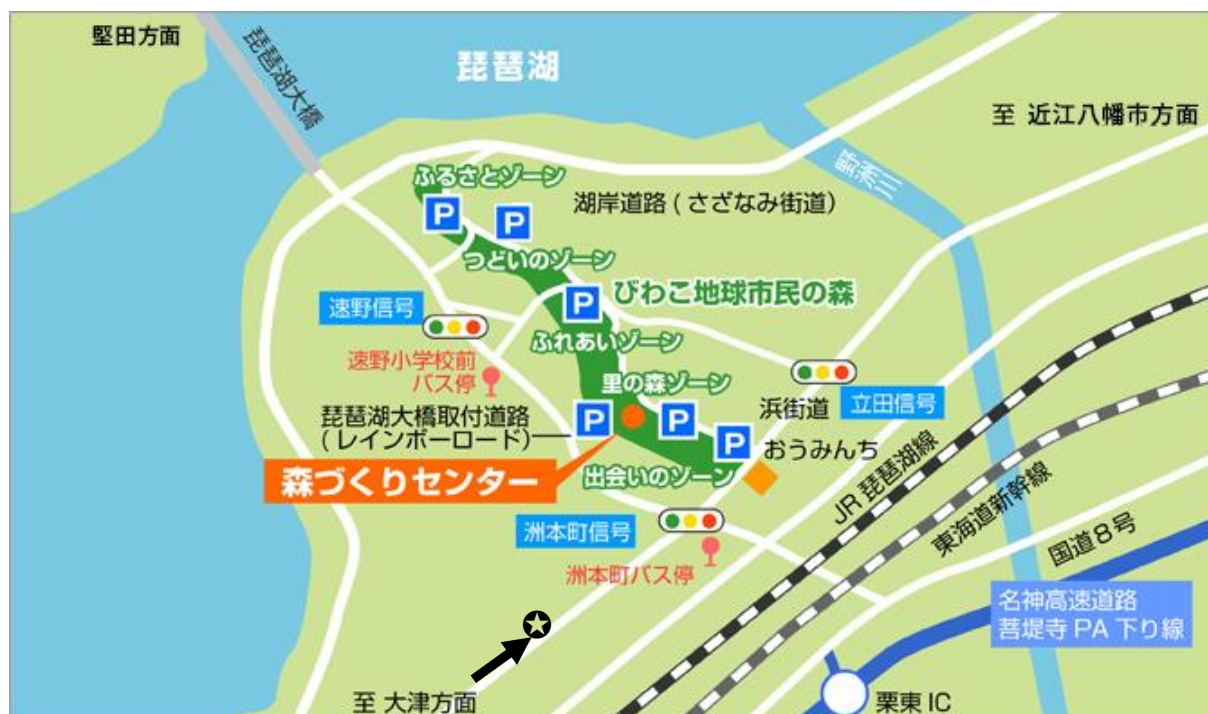 堅田方面
琵琶湖大橋
琵琶湖
至 近江八幡市方面
野洲川
ふるさとゾーン
P
P
湖岸道路 ( さざなみ街道)
つどいのゾーン
P
びわこ地球市民の森
速野信号
ふれあいゾーン
速野小学校前
バス停
里の森ゾーン
立田信号
浜街道
琵琶湖大橋取付道路
( レインボーロード)
P
P
P
おうみんち
森づくりセンター
出会いのゾーン
JR 琵琶湖線
東海道新幹線
国道8号
洲本町信号
洲本町バス停
名神高速道路
菩堤寺 PA 下り線
至 大津方面
栗東 IC